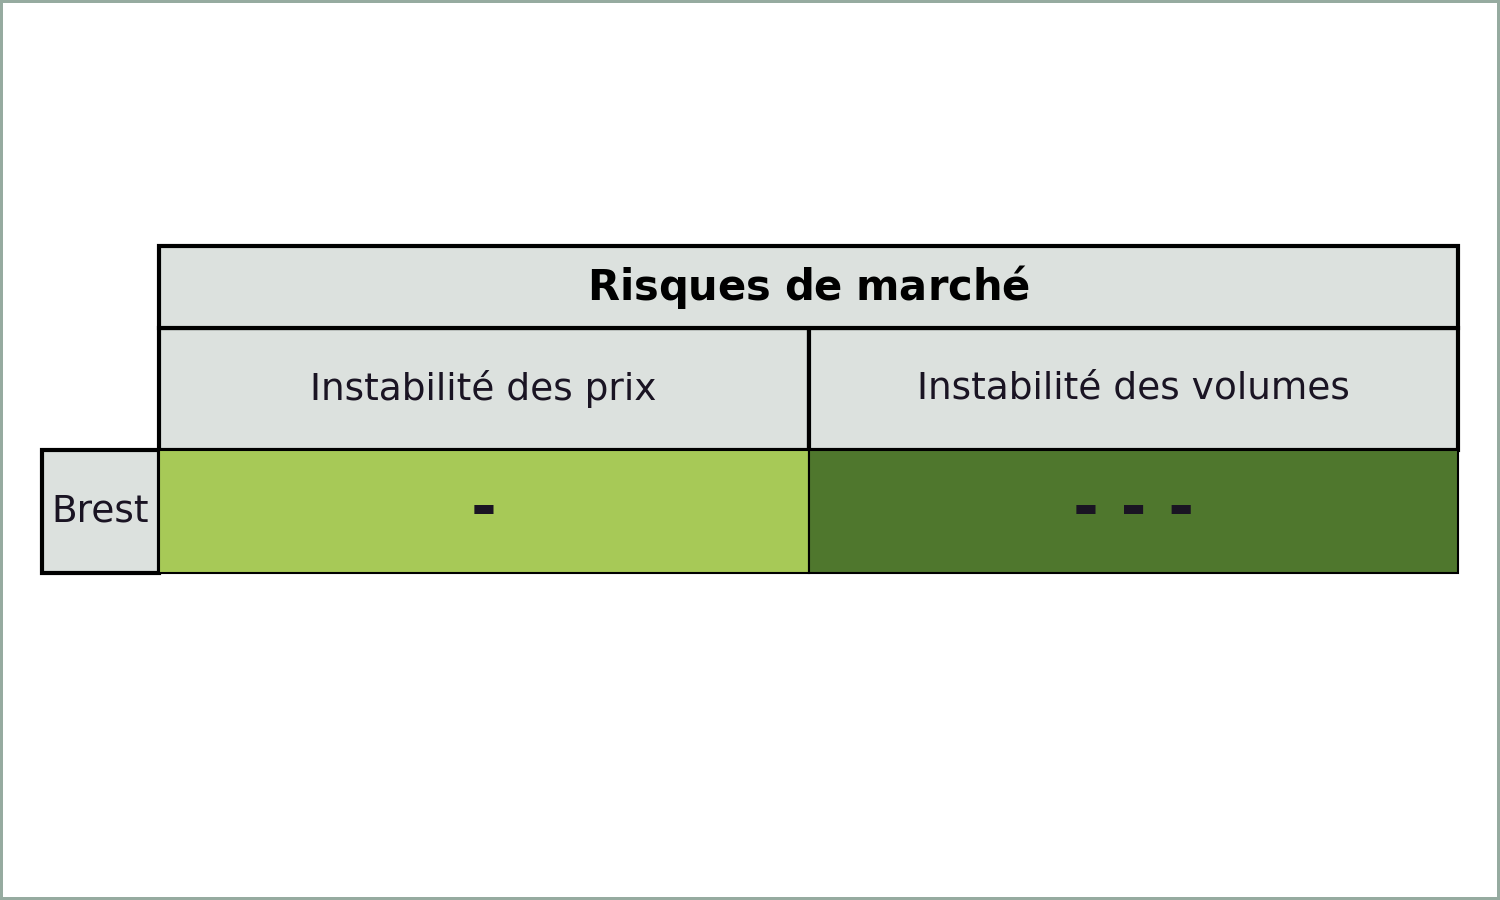 Risques de marché
Instabilité des prix
Instabilité des volumes
Brest
-
- - -